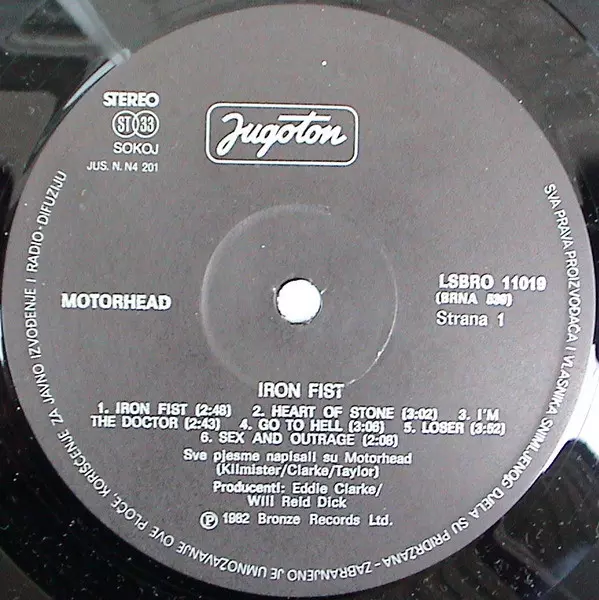 STEREO
ST 33
SOKOJ
JUS. N. N4 201
Jugoton
MOTORHEAD
LSBRO 11019
(BRNA 539)
Strana 1
IRON FIST
1. IRON FIST (2:48) 2. HEART OF STONE (3:02) 3. I'M
THE DOCTOR (2:43) 4. GO TO HELL (3:06) 5. LOSER (3:52)
6. SEX AND OUTRAGE (2:08)
Sve pjesme napisali su Motorhead
(Kilmister/Clarke/Taylor)
Producenti: Eddie Clarke/
Will Reid Dick
Ⓟ 1982 Bronze Records Ltd.
SVA PRAVA PROIZVOĐAČA I VLASNIKA SNIMLJENOG DJELA SU PRIDRŽANA - ZABRANJENO JE UMNOŽAVANJE OVE PLOČE, KORIŠĆENJE ZA JAVNO IZVOĐENJE I RADIO-DIFUZIJU